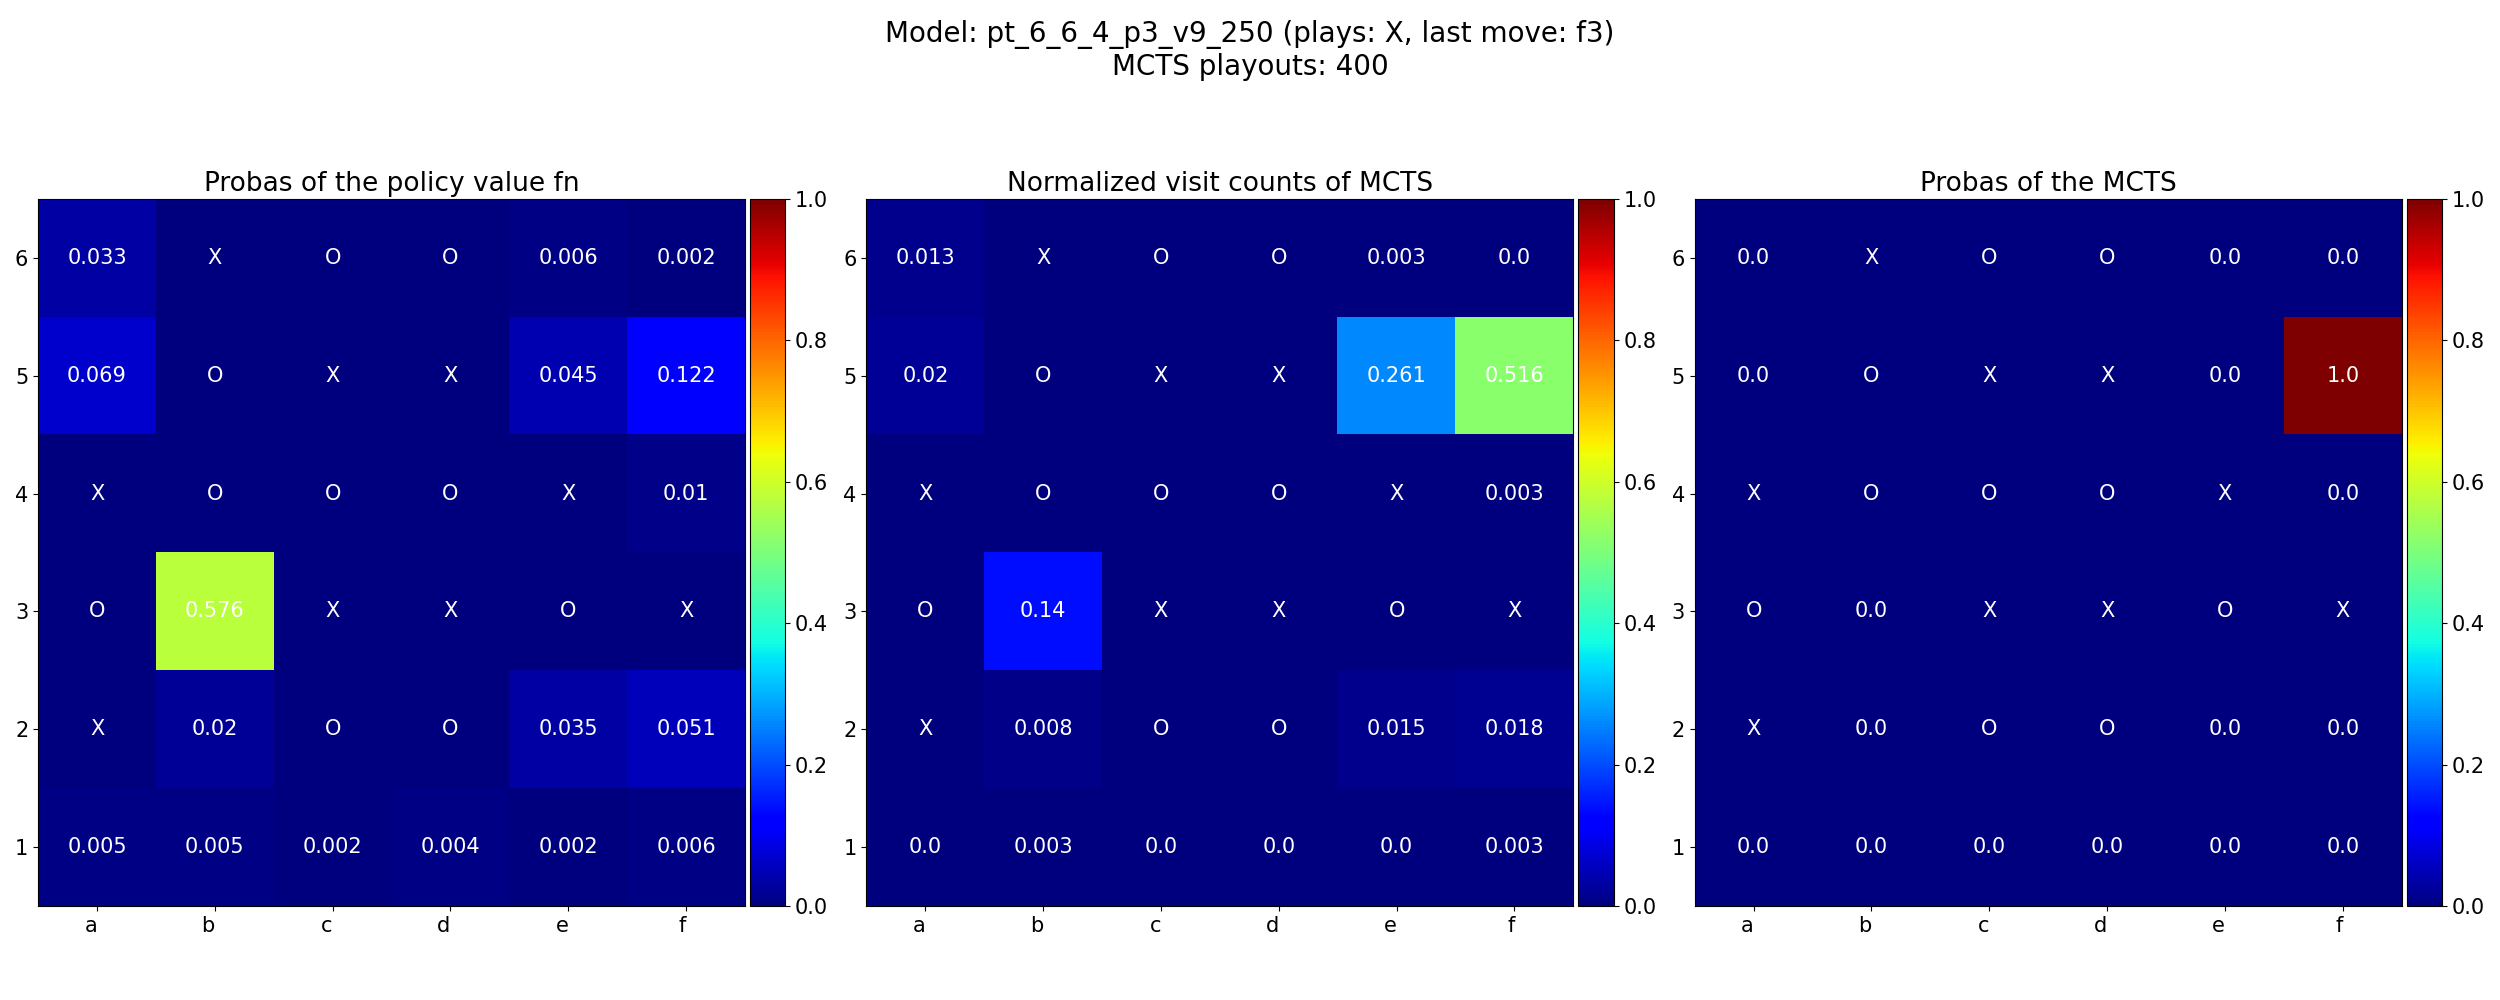 Model: pt_6_6_4_p3_v9_250 (plays: X, last move: f3)
MCTS playouts: 400
Probas of the policy value fn
6 0.033 X O O 0.006 0.002
5 0.069 O X X 0.045 0.122
4 X O O O X 0.01
3 O 0.576 X X O X
2 X 0.02 O O 0.035 0.051
1 0.005 0.005 0.002 0.004 0.002 0.006
a b c d e f
1.0
0.8
0.6
0.4
0.2
0.0
Normalized visit counts of MCTS
6 0.013 X O O 0.003 0.0
5 0.02 O X X 0.261 0.516
4 X O O O X 0.003
3 O 0.14 X X O X
2 X 0.008 O O 0.015 0.018
1 0.0 0.003 0.0 0.0 0.0 0.003
a b c d e f
1.0
0.8
0.6
0.4
0.2
0.0
Probas of the MCTS
6 0.0 X O O 0.0 0.0
5 0.0 O X X 0.0 1.0
4 X O O O X 0.0
3 O 0.0 X X O X
2 X 0.0 O O 0.0 0.0
1 0.0 0.0 0.0 0.0 0.0 0.0
a b c d e f
1.0
0.8
0.6
0.4
0.2
0.0